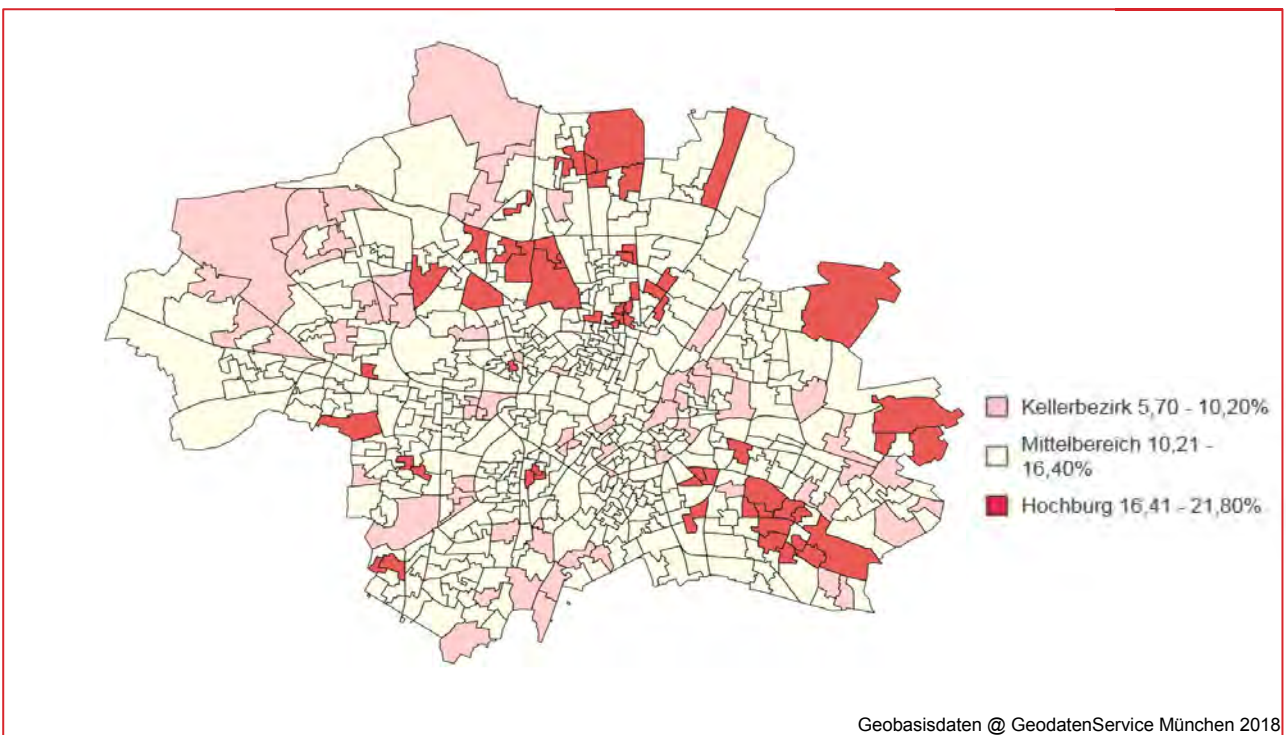 Kellerbezirk 5,70 - 10,20%
Mittelbereich 10,21 -
16,40%
Hochburg 16,41 - 21,80%
Geobasisdaten @ GeodatenService München 2018